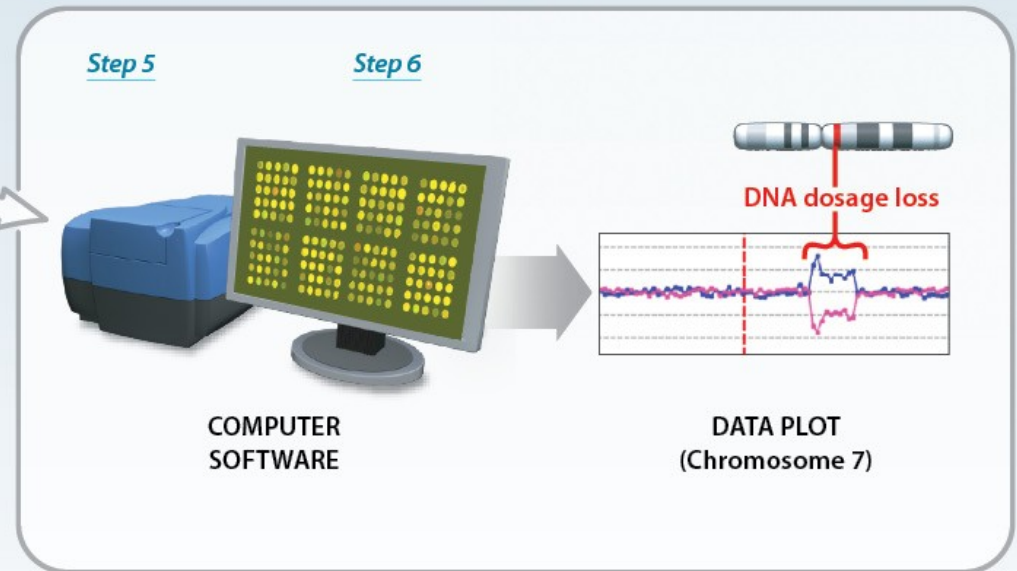 Step 5
Step 6
DNA dosage loss
COMPUTER
SOFTWARE
DATA PLOT
(Chromosome 7)